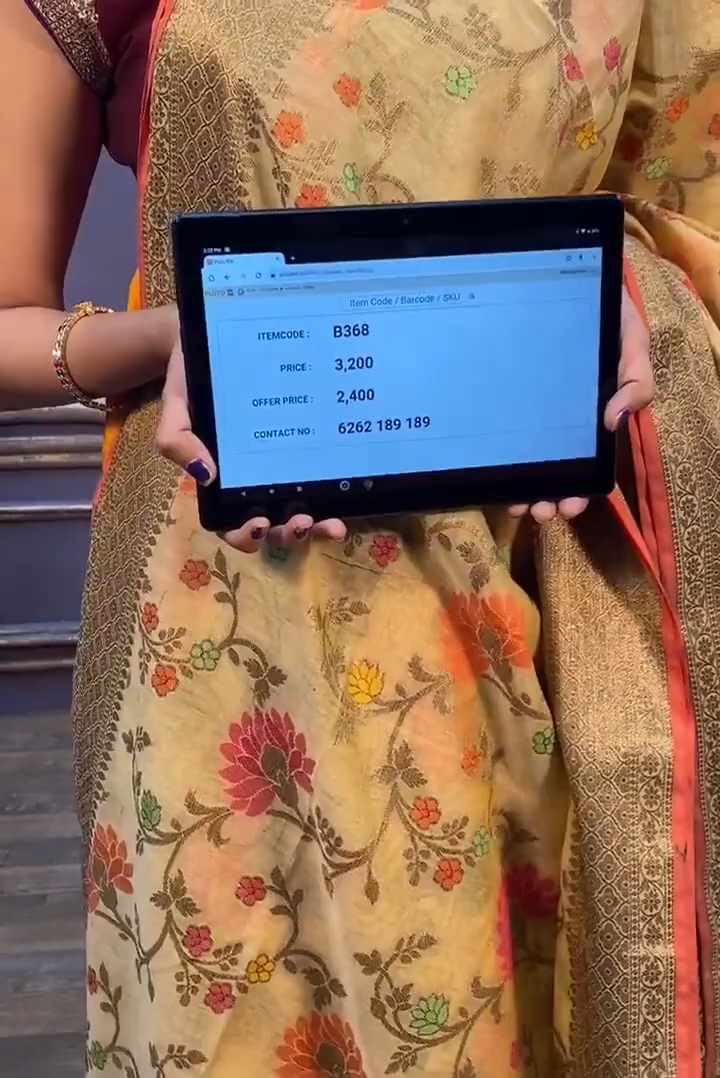 Item Code / Barcode / SKU
ITEMCODE : B368
PRICE : 3,200
OFFER PRICE : 2,400
CONTACT NO : 6262 189 189